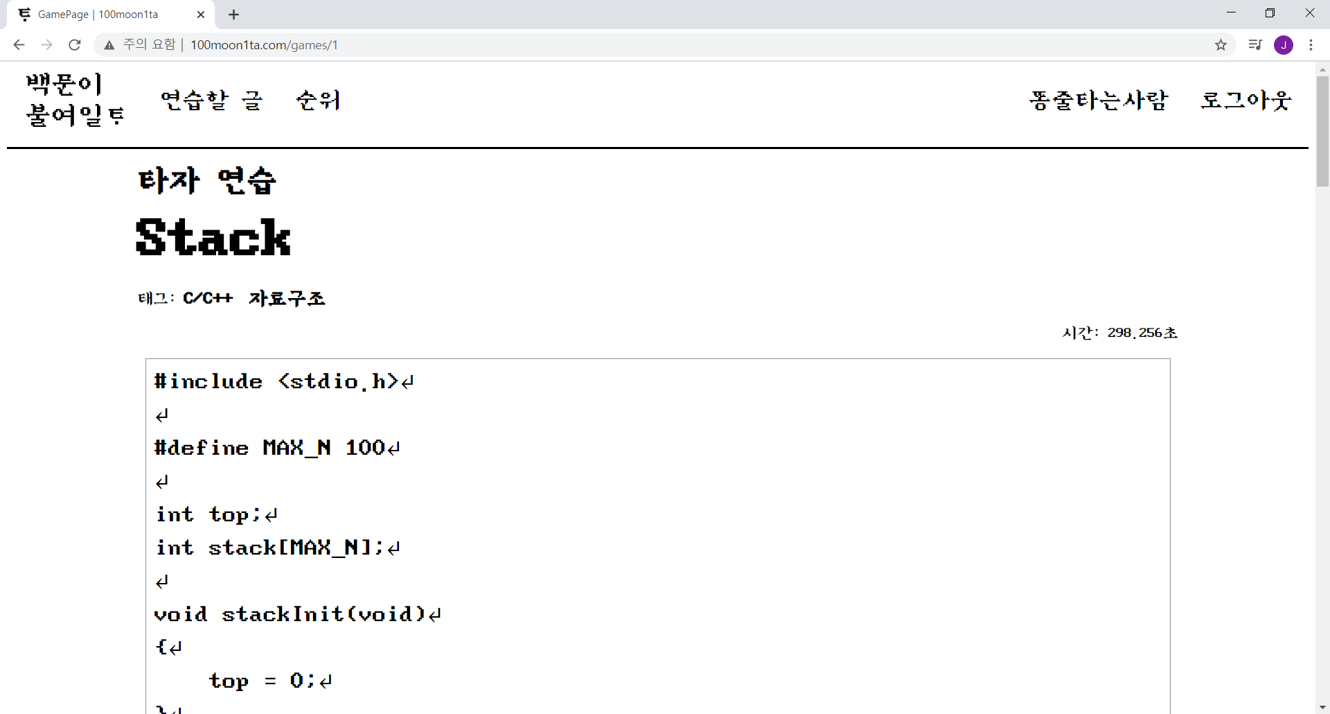 GamePage | 100moon1ta
주의 요함 | 100moon1ta.com/games/1
J
백문이
불여일튼
연습할 글 순위 똥줄타는사람 로그아웃
타자 연습
Stack
태그: C/C++ 자료구조
시간: 298.256초
#include <stdio.h>↵
↵
#define MAX_N 100↵
↵
int top;↵
int stack[MAX_N];↵
↵
void stackInit(void)↵
{↵
top = 0;↵
}↵